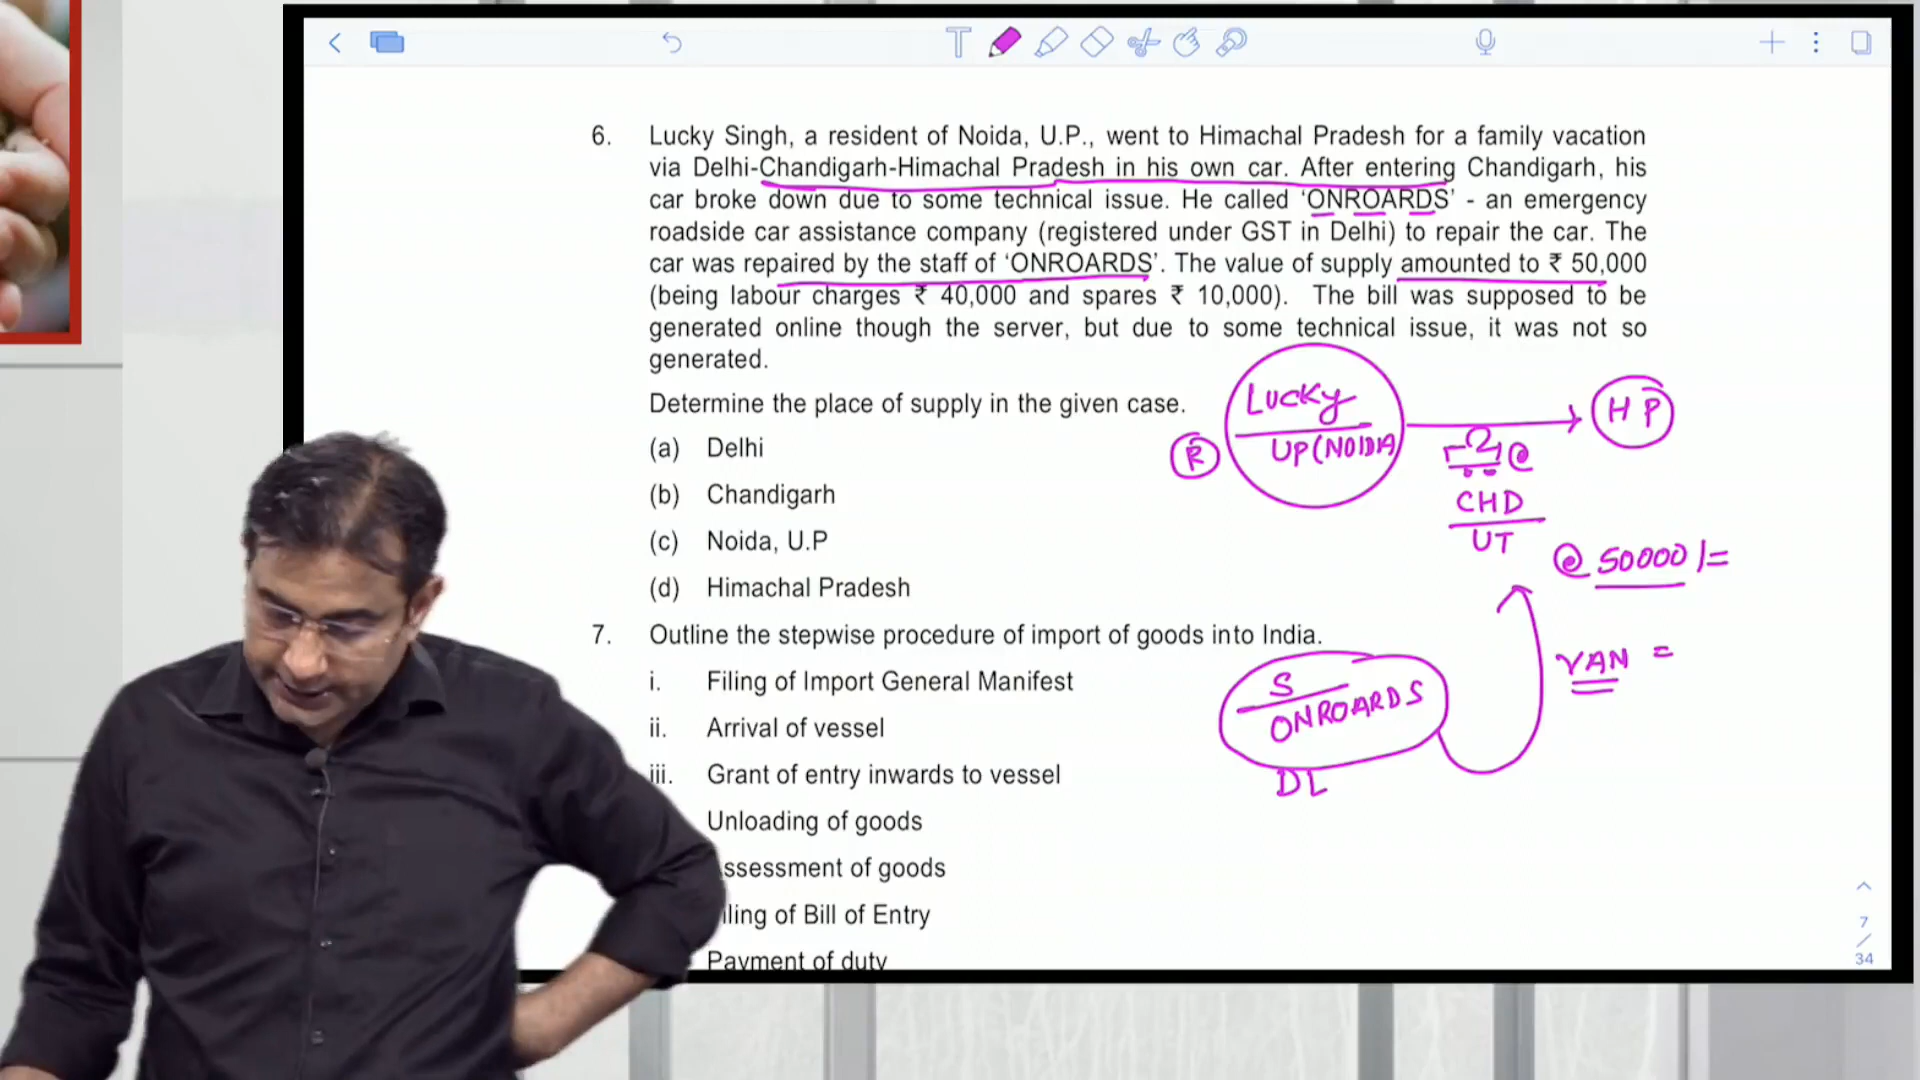 6. Lucky Singh, a resident of Noida, U.P., went to Himachal Pradesh for a family vacation
via Delhi-Chandigarh-Himachal Pradesh in his own car. After entering Chandigarh, his
car broke down due to some technical issue. He called 'ONROARDS' - an emergency
roadside car assistance company (registered under GST in Delhi) to repair the car. The
car was repaired by the staff of 'ONROARDS'. The value of supply amounted to ₹ 50,000
(being labour charges ₹ 40,000 and spares ₹ 10,000). The bill was supposed to be
generated online though the server, but due to some technical issue, it was not so
generated.
Determine the place of supply in the given case.
(a) Delhi
(b) Chandigarh
(c) Noida, U.P
(d) Himachal Pradesh
Lucky
UP(NOIDA)
R
HP
CHD
UT
@ 50000/=
VAN =
S
ONROARDS
DL
7. Outline the stepwise procedure of import of goods into India.
i. Filing of Import General Manifest
ii. Arrival of vessel
iii. Grant of entry inwards to vessel
Unloading of goods
ssessment of goods
iling of Bill of Entry
Payment of duty
7
/
34